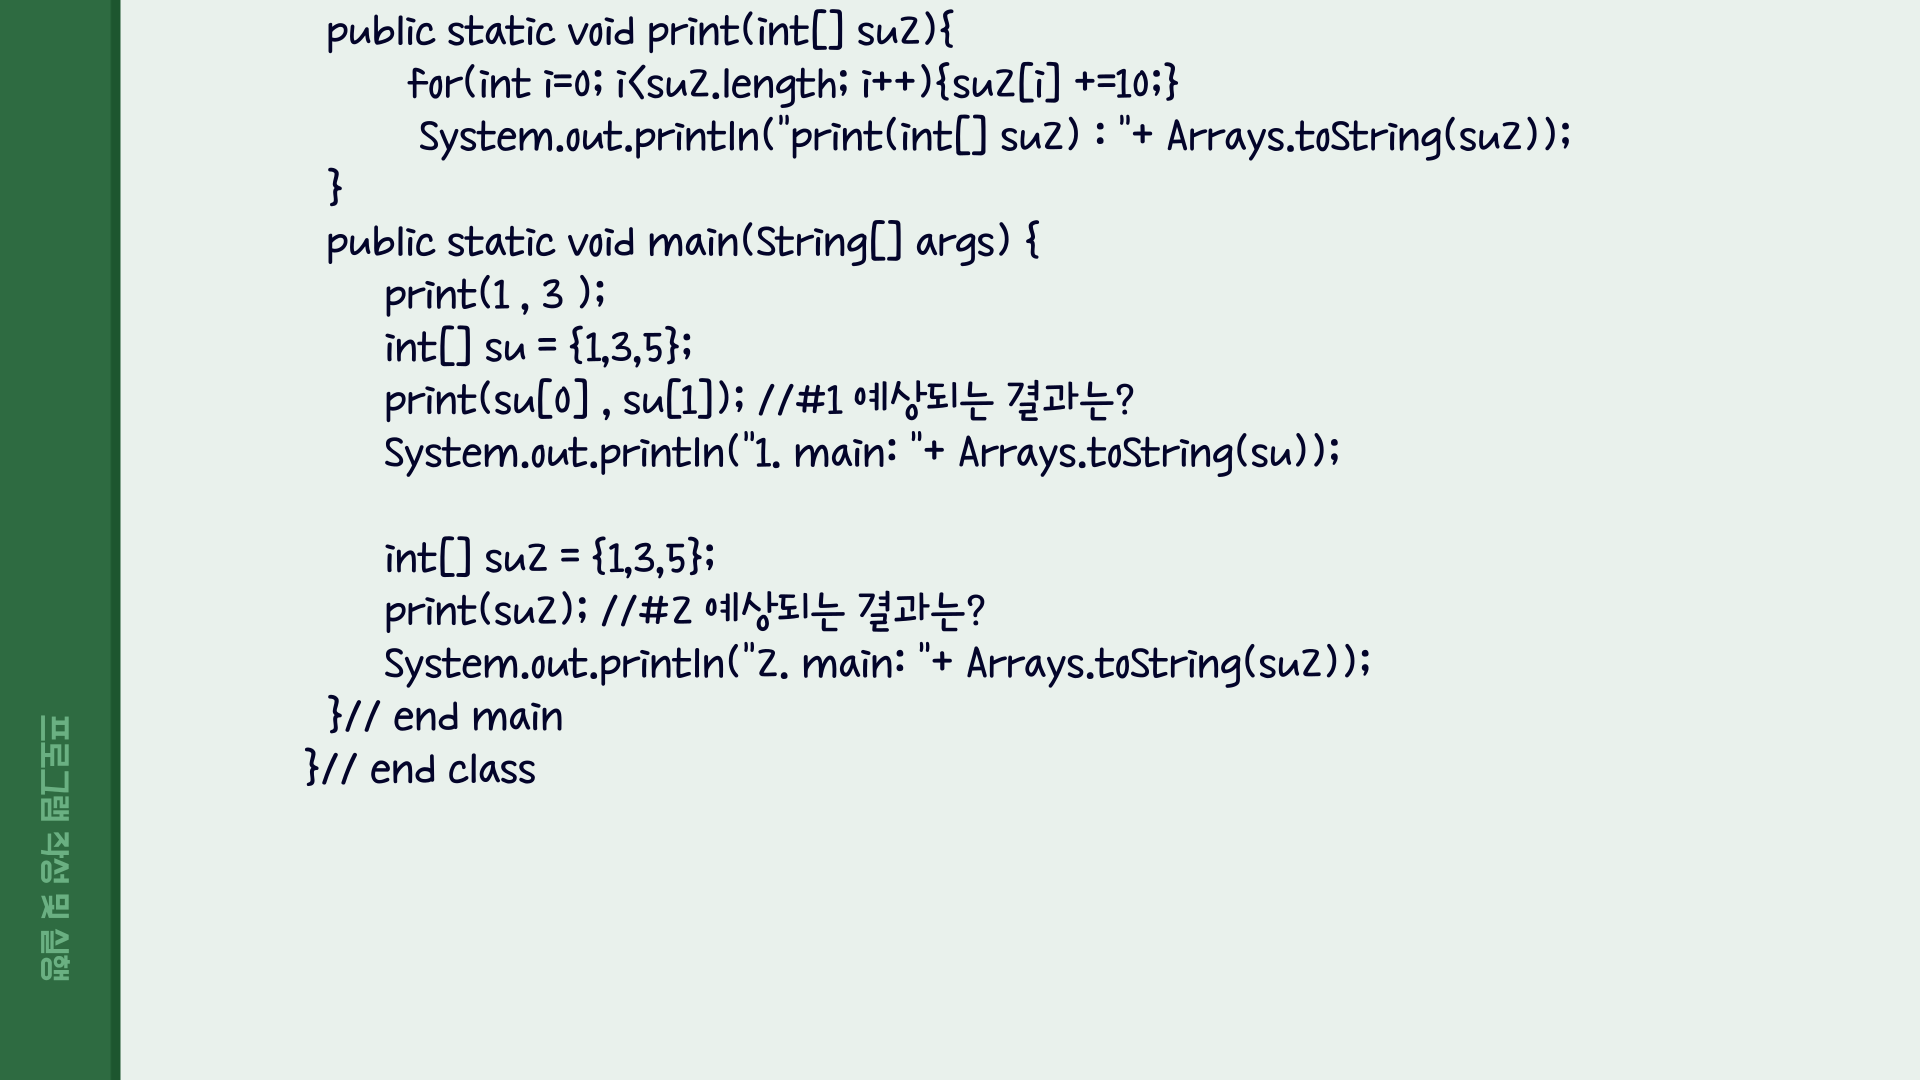 public static void print(int[] su2){
for(int i=0; i<su2.length; i++){su2[i] +=10;}
System.out.println("print(int[] su2) : "+ Arrays.toString(su2));
}
public static void main(String[] args) {
print(1 , 3 );
int[] su = {1,3,5};
print(su[0] , su[1]); //#1 예상되는 결과는?
System.out.println("1. main: "+ Arrays.toString(su));
int[] su2 = {1,3,5};
print(su2); //#2 예상되는 결과는?
System.out.println("2. main: "+ Arrays.toString(su2));
}// end main
}// end class
프로그램 작성 및 실행